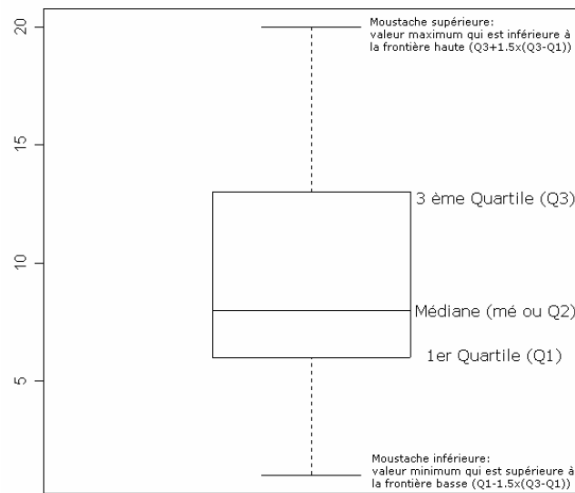 20
Moustache supérieure:
valeur maximum qui est inférieure à
la frontière haute (Q3+1.5x(Q3-Q1))
15
3 ème Quartile (Q3)
10
Médiane (mé ou Q2)
1er Quartile (Q1)
5
Moustache inférieure:
valeur minimum qui est supérieure à
la frontière basse (Q1-1.5x(Q3-Q1))